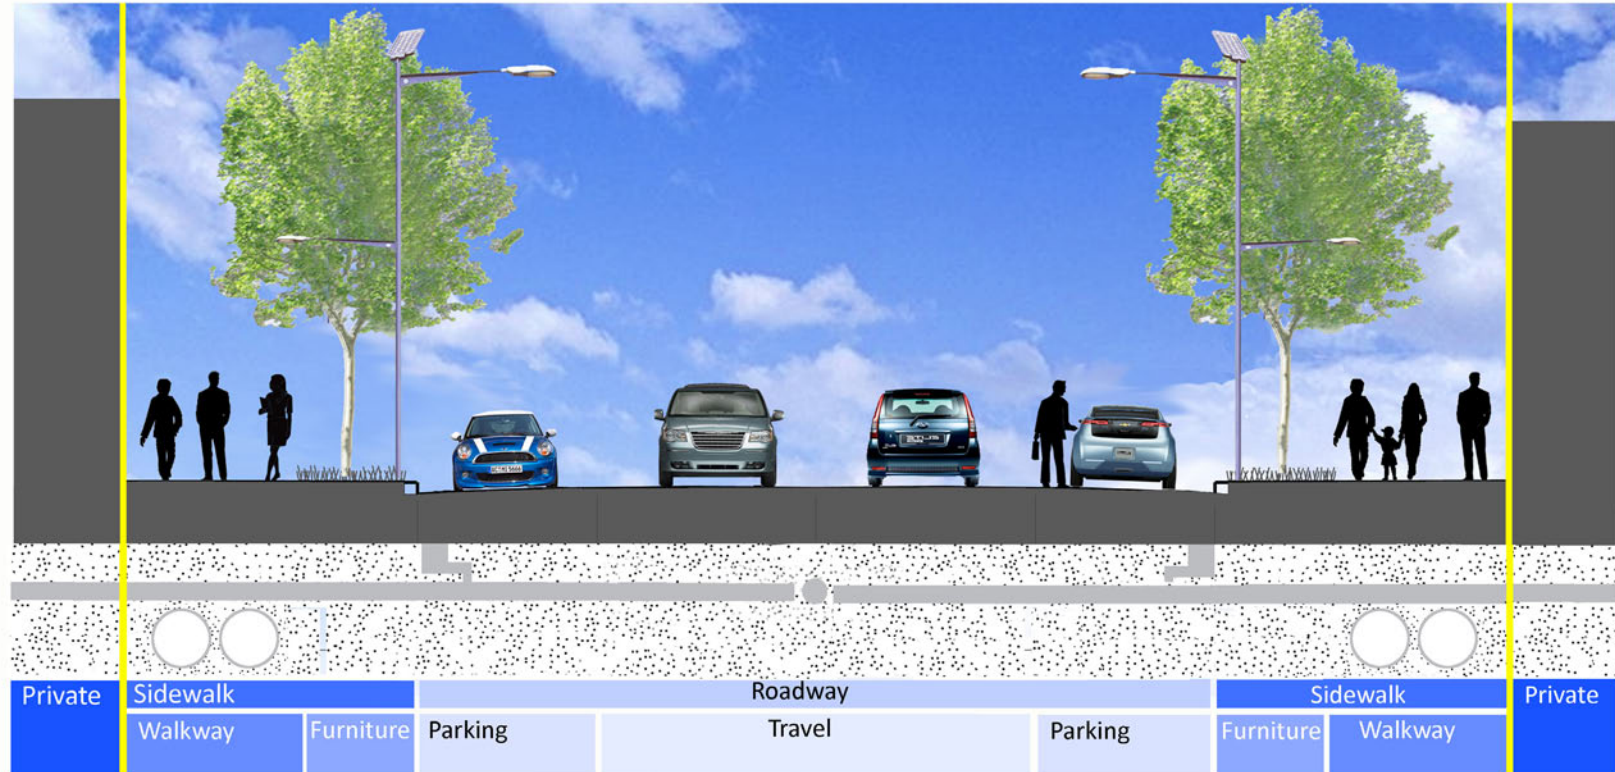 Private
Sidewalk
Roadway
Sidewalk
Private
Walkway
Furniture
Parking
Travel
Parking
Furniture
Walkway